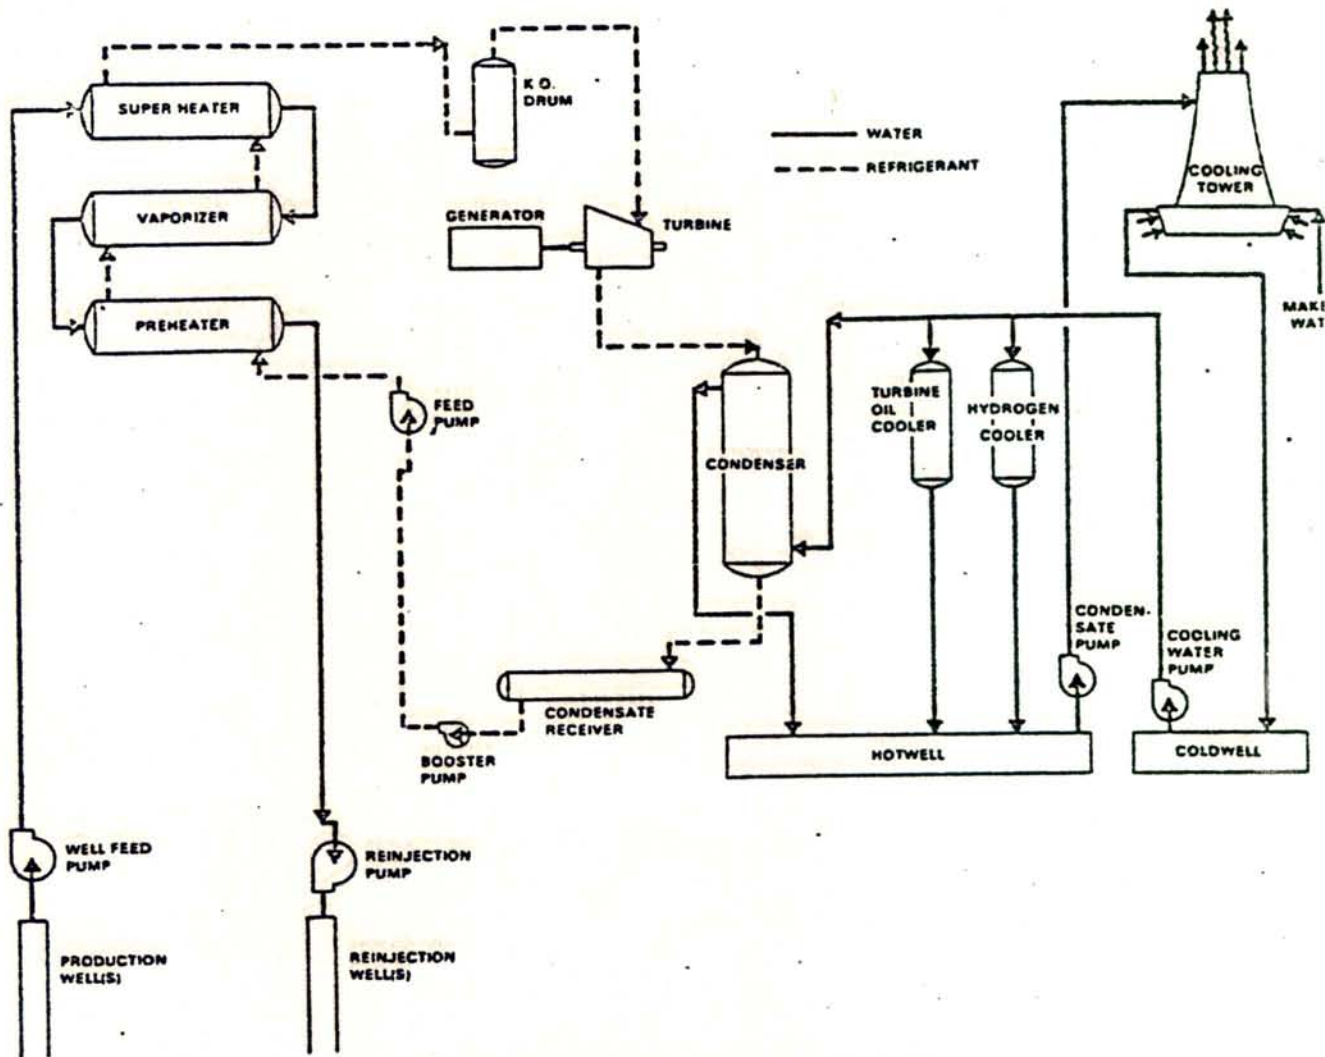 SUPER HEATER
K O.
DRUM
WATER
REFRIGERANT
COOLING
TOWER
VAPORIZER
GENERATOR
TURBINE
PREHEATER
MAKE
WAT
FEED
PUMP
TURBINE
OIL
COOLER
HYDROGEN
COOLER
CONDENSER
CONDEN-
SATE
PUMP
COOLING
WATER
PUMP
CONDENSATE
RECEIVER
BOOSTER
PUMP
HOTWELL
COLDWELL
WELL FEED
PUMP
REINJECTION
PUMP
PRODUCTION
WELL(S)
REINJECTION
WELL(S)